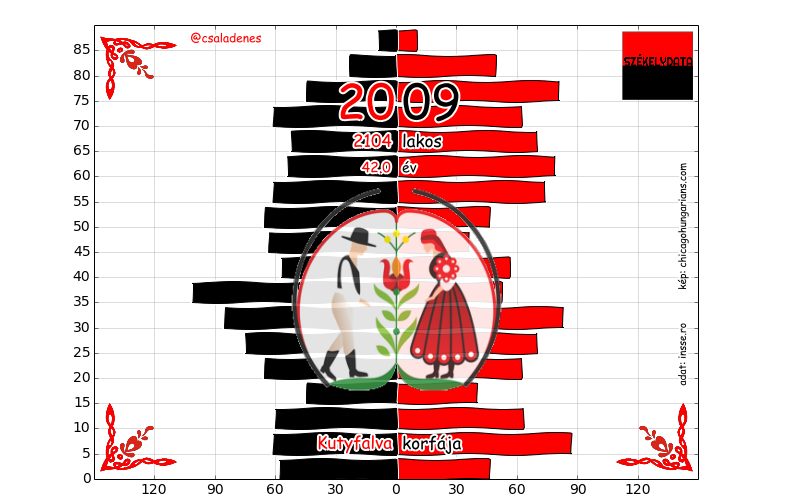 @csaladenes
SZÉKELYDATA
2009
2104 lakos
42.0 év
kép: chicagohungarians.com
adat: insse.ro
Kutyfalva korfája
85
80
75
70
65
60
55
50
45
40
35
30
25
20
15
10
5
0
120 90 60 30 0 30 60 90 120